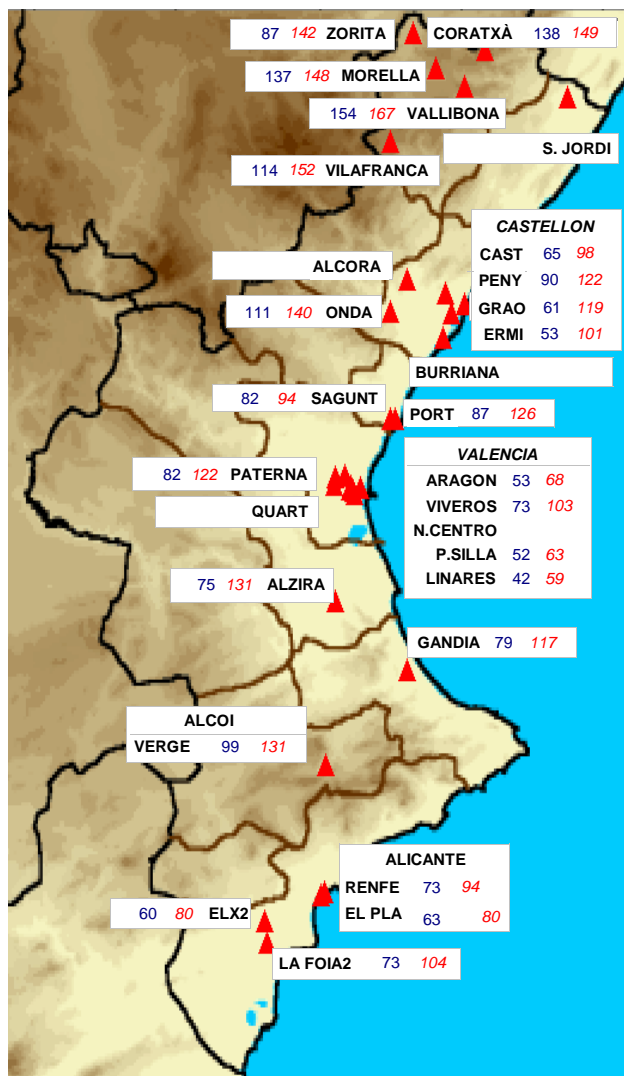 87 142 ZORITA
CORATXÀ 138 149
137 148 MORELLA
154 167 VALLIBONA
S. JORDI
114 152 VILAFRANCA
CASTELLON
CAST 65 98
PENY 90 122
GRAO 61 119
ERMI 53 101
ALCORA
111 140 ONDA
BURRIANA
82 94 SAGUNT
PORT 87 126
VALENCIA
ARAGON 53 68
VIVEROS 73 103
N.CENTRO
P.SILLA 52 63
LINARES 42 59
82 122 PATERNA
QUART
75 131 ALZIRA
GANDIA 79 117
ALCOI
VERGE 99 131
ALICANTE
RENFE 73 94
EL PLA 63 80
60 80 ELX2
LA FOIA2 73 104